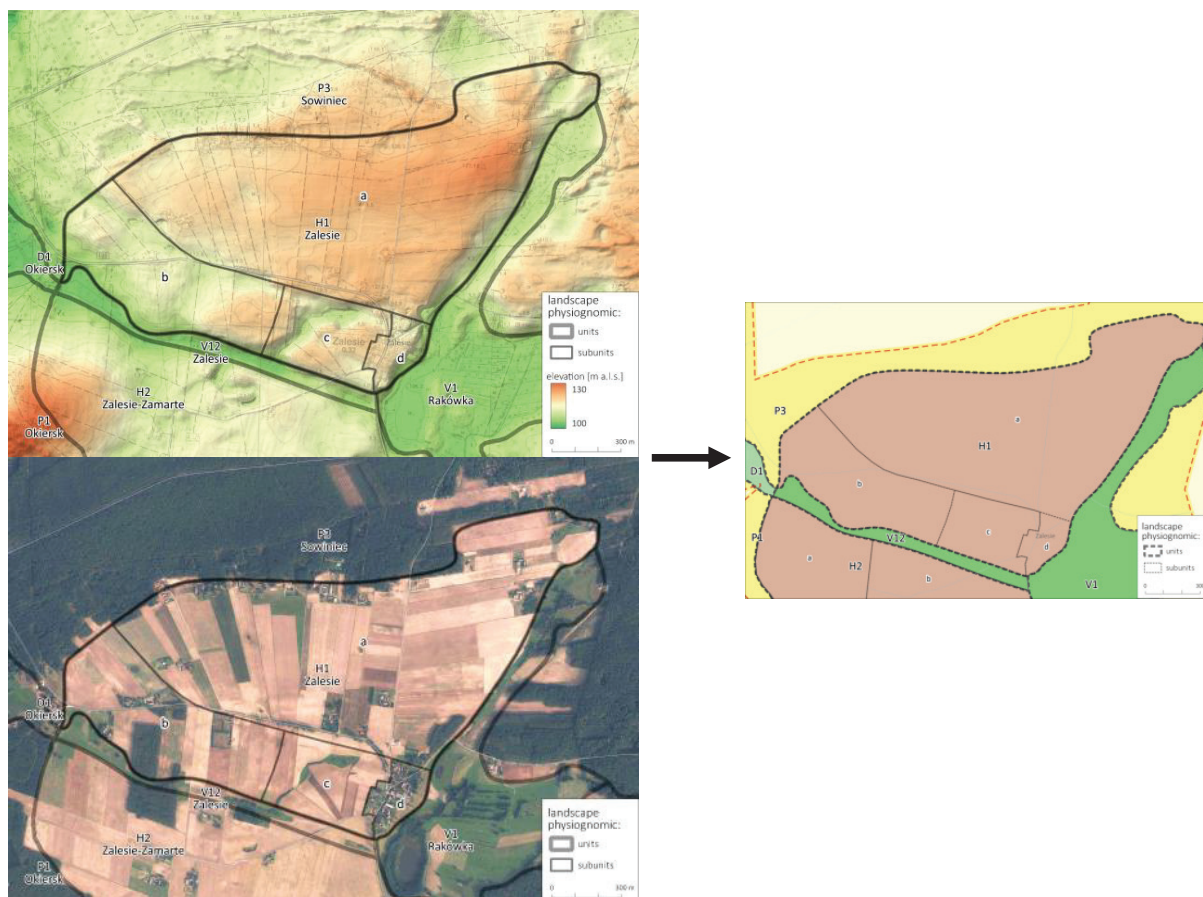 P3
Sowiniec
a
H1
Zalesie
D1
Okiersk
b
c
Zalesie
Zalesie
d
V12
Zalesie
H2
Zalesie-Zamarte
V1
Rakówka
P1
Okiersk
landscape
physiognomic:
units
subunits
elevation [m a.l.s.]
130
100
0 300 m
P3
Sowiniec
a
H1
Zalesie
D1
Okiersk
b
c
d
V12
Zalesie
H2
Zalesie-Zamarte
V1
Rakówka
P1
Okiersk
landscape
physiognomic:
units
subunits
0 300 m
P3
a
H1
D1
b
c
Zalesie
d
V12
P1
a
H2
b
V1
landscape
physiognomic:
units
subunits
0